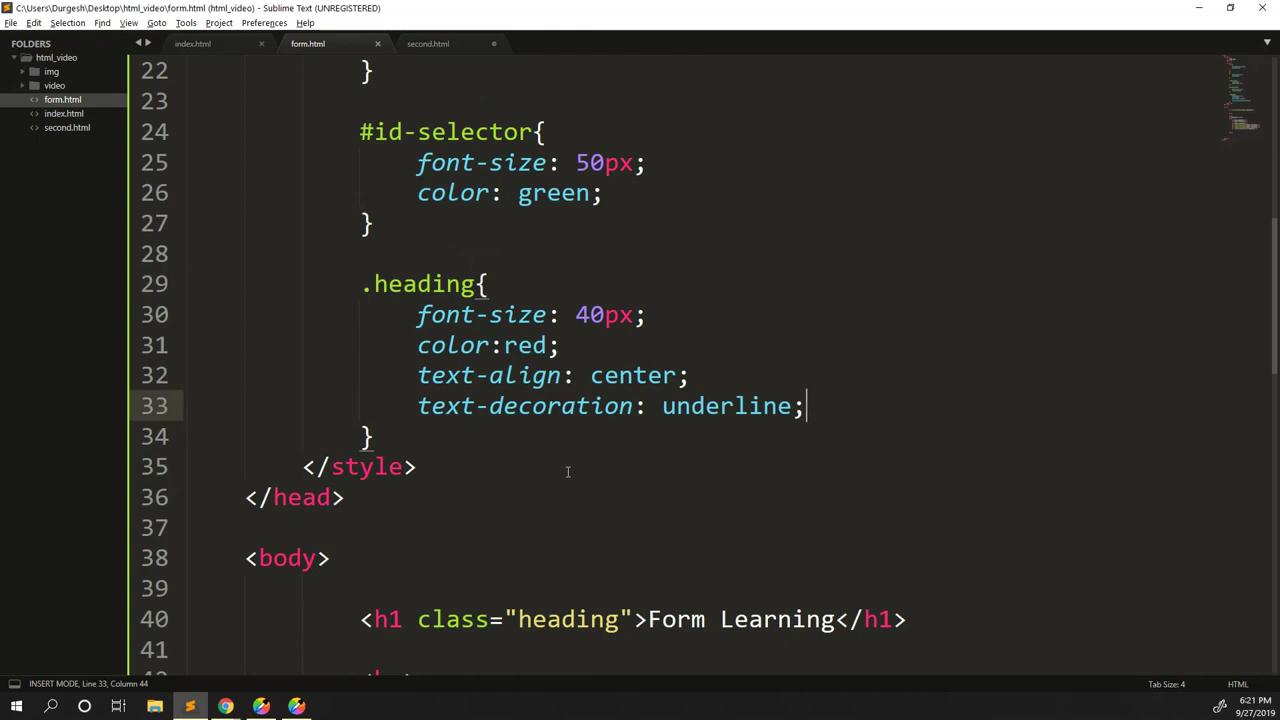 C:\Users\Durgesh\Desktop\html_video\form.html (html_video) - Sublime Text (UNREGISTERED)
File Edit Selection Find View Goto Tools Project Preferences Help
FOLDERS
html_video
img
video
form.html
index.html
second.html
index.html form.html second.html
22 }
23
24 #id-selector{
25 font-size: 50px;
26 color: green;
27 }
28
29 .heading{
30 font-size: 40px;
31 color:red;
32 text-align: center;
33 text-decoration: underline;
34 }
35 </style>
36 </head>
37
38 <body>
39
40 <h1 class="heading">Form Learning</h1>
41
INSERT MODE, Line 33, Column 44 Tab Size: 4 HTML
6:21 PM
9/27/2019